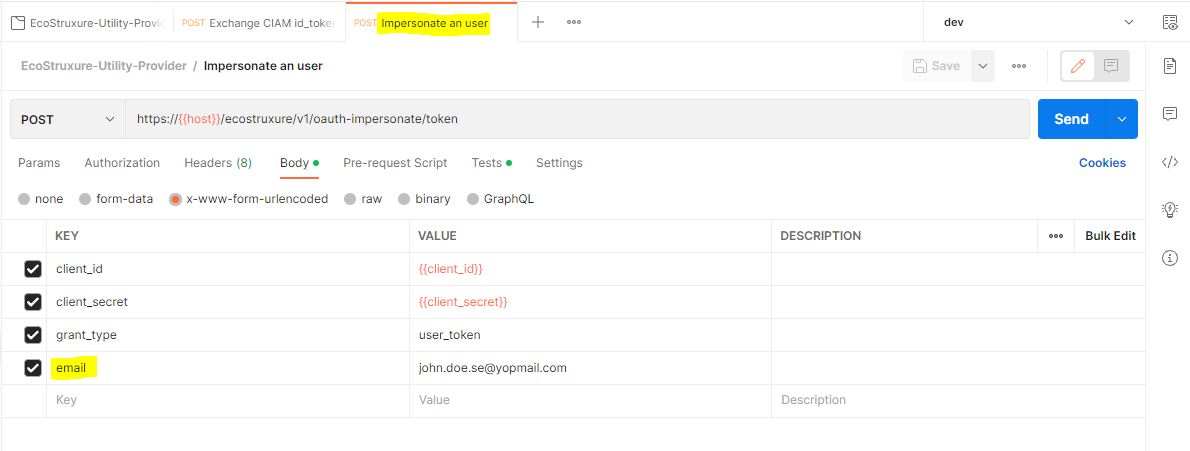 EcoStruxure-Utility-Provid POST Exchange CIAM id_token POST Impersonate an user dev
EcoStruxure-Utility-Provider / Impersonate an user Save
POST https://{{host}}/ecostruxure/v1/oauth-impersonate/token Send
Params Authorization Headers (8) Body Pre-request Script Tests Settings Cookies
none form-data x-www-form-urlencoded raw binary GraphQL
KEY VALUE DESCRIPTION Bulk Edit
client_id {{client_id}}
client_secret {{client_secret}}
grant_type user_token
email john.doe.se@yopmail.com
Key Value Description